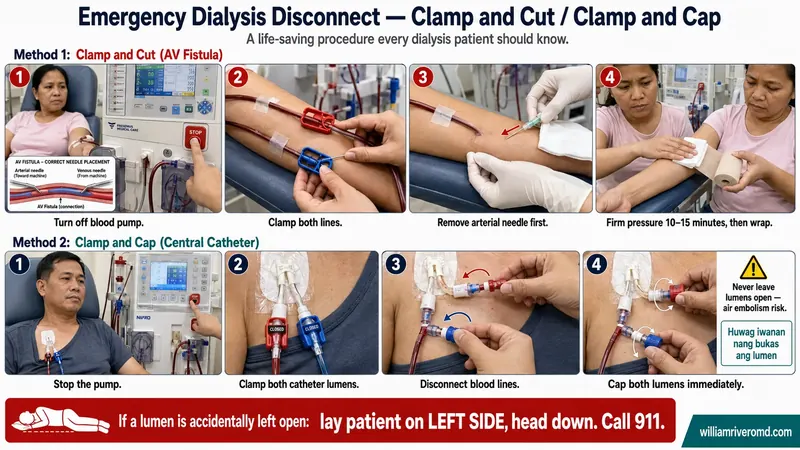 Emergency Dialysis Disconnect — Clamp and Cut / Clamp and Cap
A life-saving procedure every dialysis patient should know.
Method 1: Clamp and Cut (AV Fistula)
1
2
3
4
STOP
FRESENIUS
MEDICAL CARE
AV FISTULA – CORRECT NEEDLE PLACEMENT
Arterial needle
(Toward machine)
Venous needle
(From machine)
AV Fistula (connection)
Turn off blood pump.
Clamp both lines.
Remove arterial needle first.
Firm pressure 10–15 minutes, then wrap.
Method 2: Clamp and Cap (Central Catheter)
1
2
3
4
NIPRO
CLOSED
CLOSED
Never leave
lumens open —
air embolism risk.
Huwag iwanan
nang bukas
ang lumen
Stop the pump.
Clamp both catheter lumens.
Disconnect blood lines.
Cap both lumens immediately.
If a lumen is accidentally left open: lay patient on LEFT SIDE, head down. Call 911.
williamriveromd.com